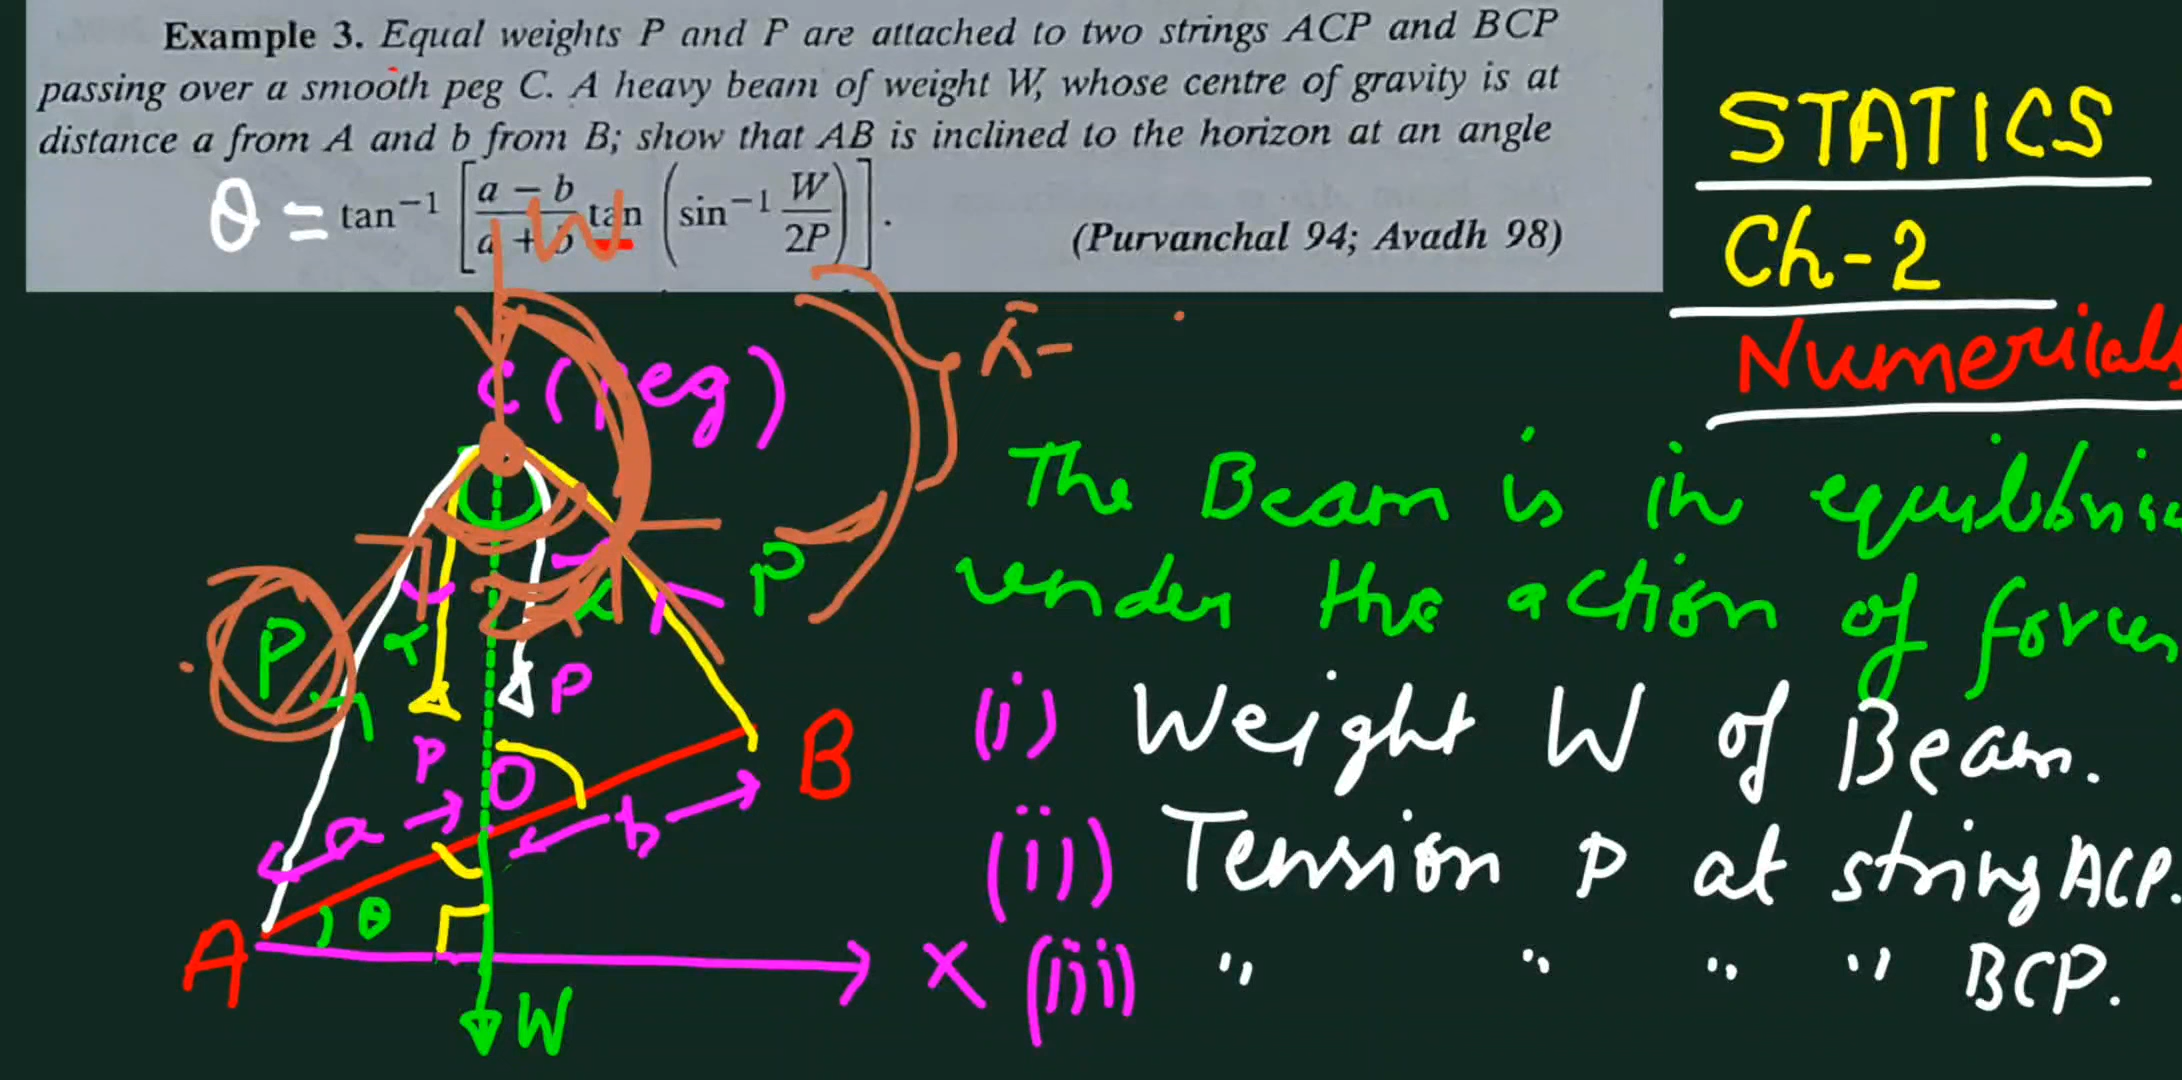 Example 3. Equal weights P and P are attached to two strings ACP and BCP
passing over a smooth peg C. A heavy beam of weight W, whose centre of gravity is at
distance a from A and b from B; show that AB is inclined to the horizon at an angle
θ = tan⁻¹ [ (a − b)/(a + b) tan ( sin⁻¹ W/2P ) ].
(Purvanchal 94; Avadh 98)
W
STATICS
Ch-2
Numericals
C (peg)
The Beam is in
under the action of forces
(i) Weight W of Beam.
(ii) Tension P at string ACP.
(iii) " " " " BCP.
P
P
α
α
P
P
O
B
a
b
A
θ
X
W